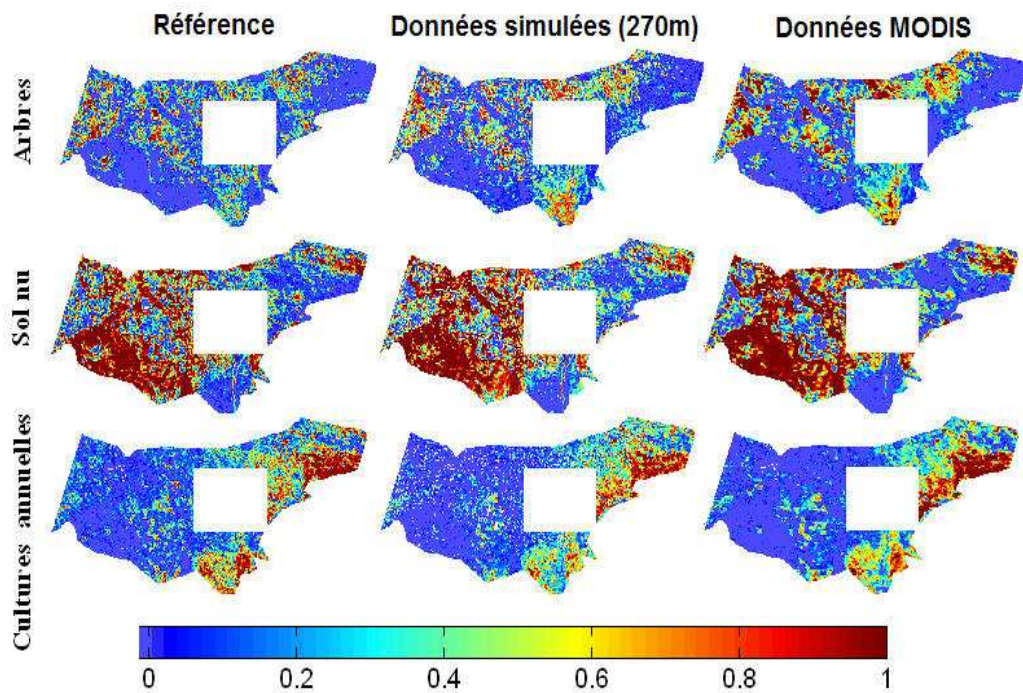 Référence
Données simulées (270m)
Données MODIS
Arbres
Sol nu
Cultures annuelles
0 0.2 0.4 0.6 0.8 1